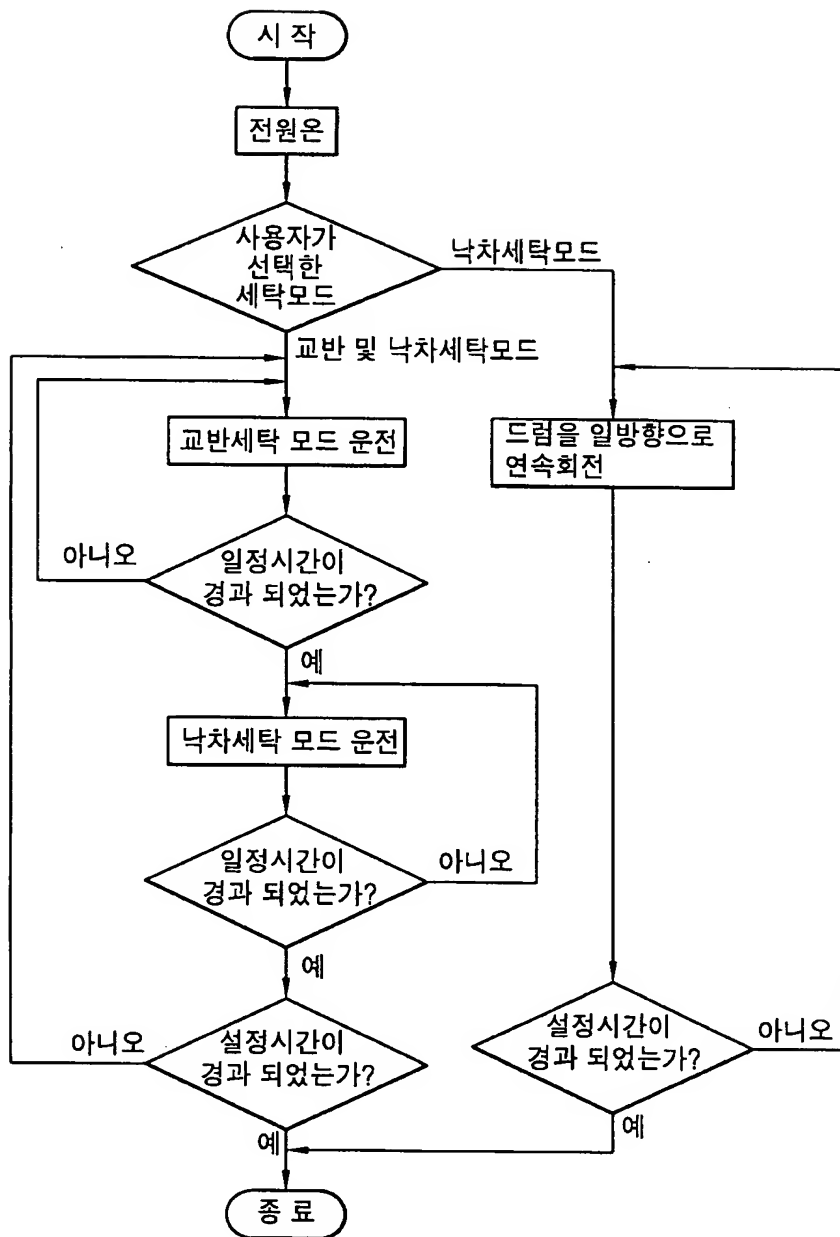 시 작
전원온
사용자가
선택한
세탁모드
낙차세탁모드
교반 및 낙차세탁모드
교반세탁 모드 운전
드럼을 일방향으로
연속회전
일정시간이
경과 되었는가?
아니오
예
낙차세탁 모드 운전
일정시간이
경과 되었는가?
아니오
예
설정시간이
경과 되었는가?
아니오
예
설정시간이
경과 되었는가?
아니오
예
종 료